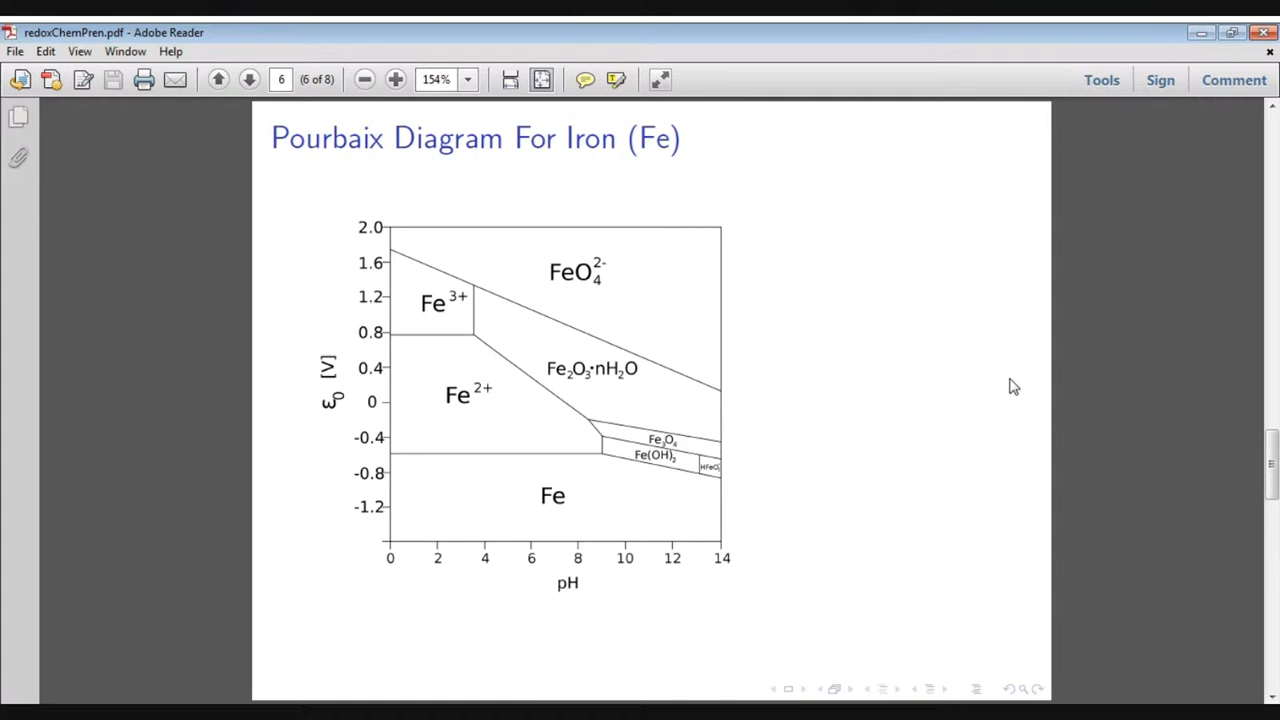 redoxChemPren.pdf - Adobe Reader
File Edit View Window Help
6 (6 of 8) 154% Tools Sign Comment
Pourbaix Diagram For Iron (Fe)
2.0
1.6
1.2
0.8
0.4
0
-0.4
-0.8
-1.2
ε₀ [V]
FeO₄²⁻
Fe³⁺
Fe₂O₃·nH₂O
Fe²⁺
Fe₃O₄
Fe(OH)₂
Fe
0 2 4 6 8 10 12 14
pH